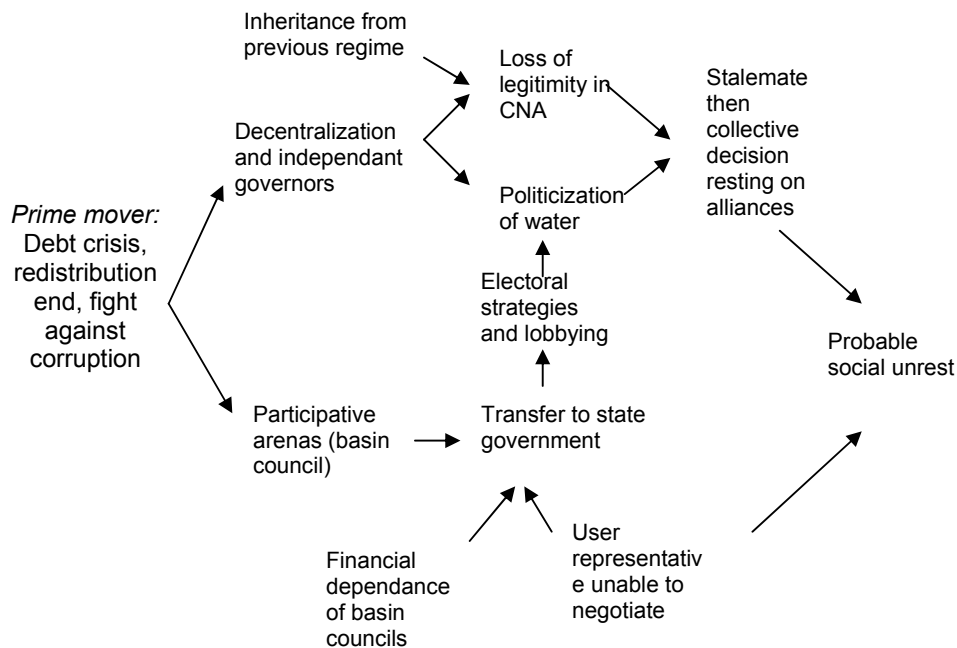 Inheritance from
previous regime
Loss of
legitimity in
CNA
Stalemate
then
collective
decision
resting on
alliances
Decentralization
and independant
governors
Politicization
of water
Prime mover:
Debt crisis,
redistribution
end, fight
against
corruption
Electoral
strategies
and lobbying
Probable
social unrest
Participative
arenas (basin
council)
Transfer to state
government
Financial
dependance
of basin
councils
User
representativ
e unable to
negotiate